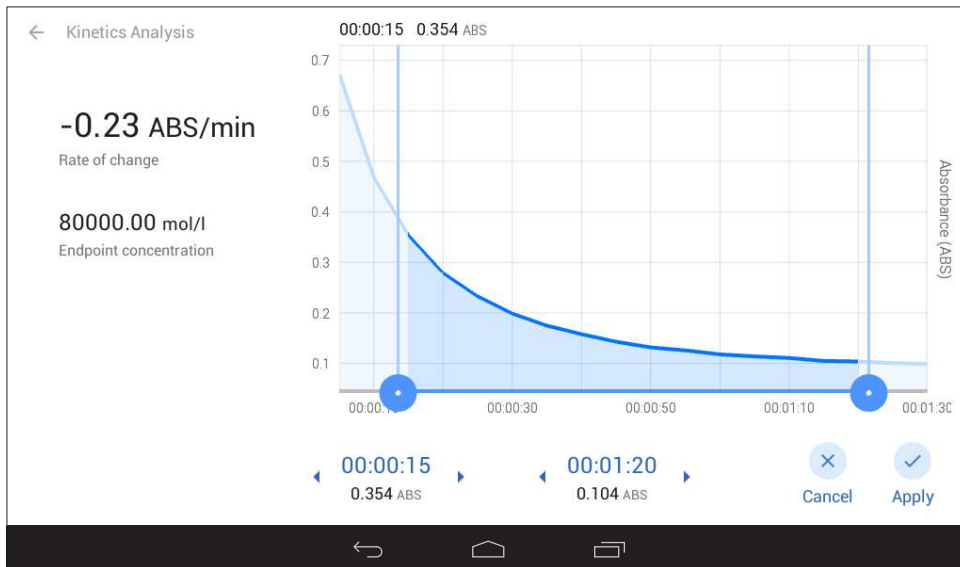 Kinetics Analysis
-0.23 ABS/min
Rate of change
80000.00 mol/l
Endpoint concentration
00:00:15 0.354 ABS
0.7
0.6
0.5
0.4
0.3
0.2
0.1
Absorbance (ABS)
00:00:30 00:00:50 00:01:10 00:01:30
00:00:15 00:01:20
0.354 ABS 0.104 ABS
Cancel Apply